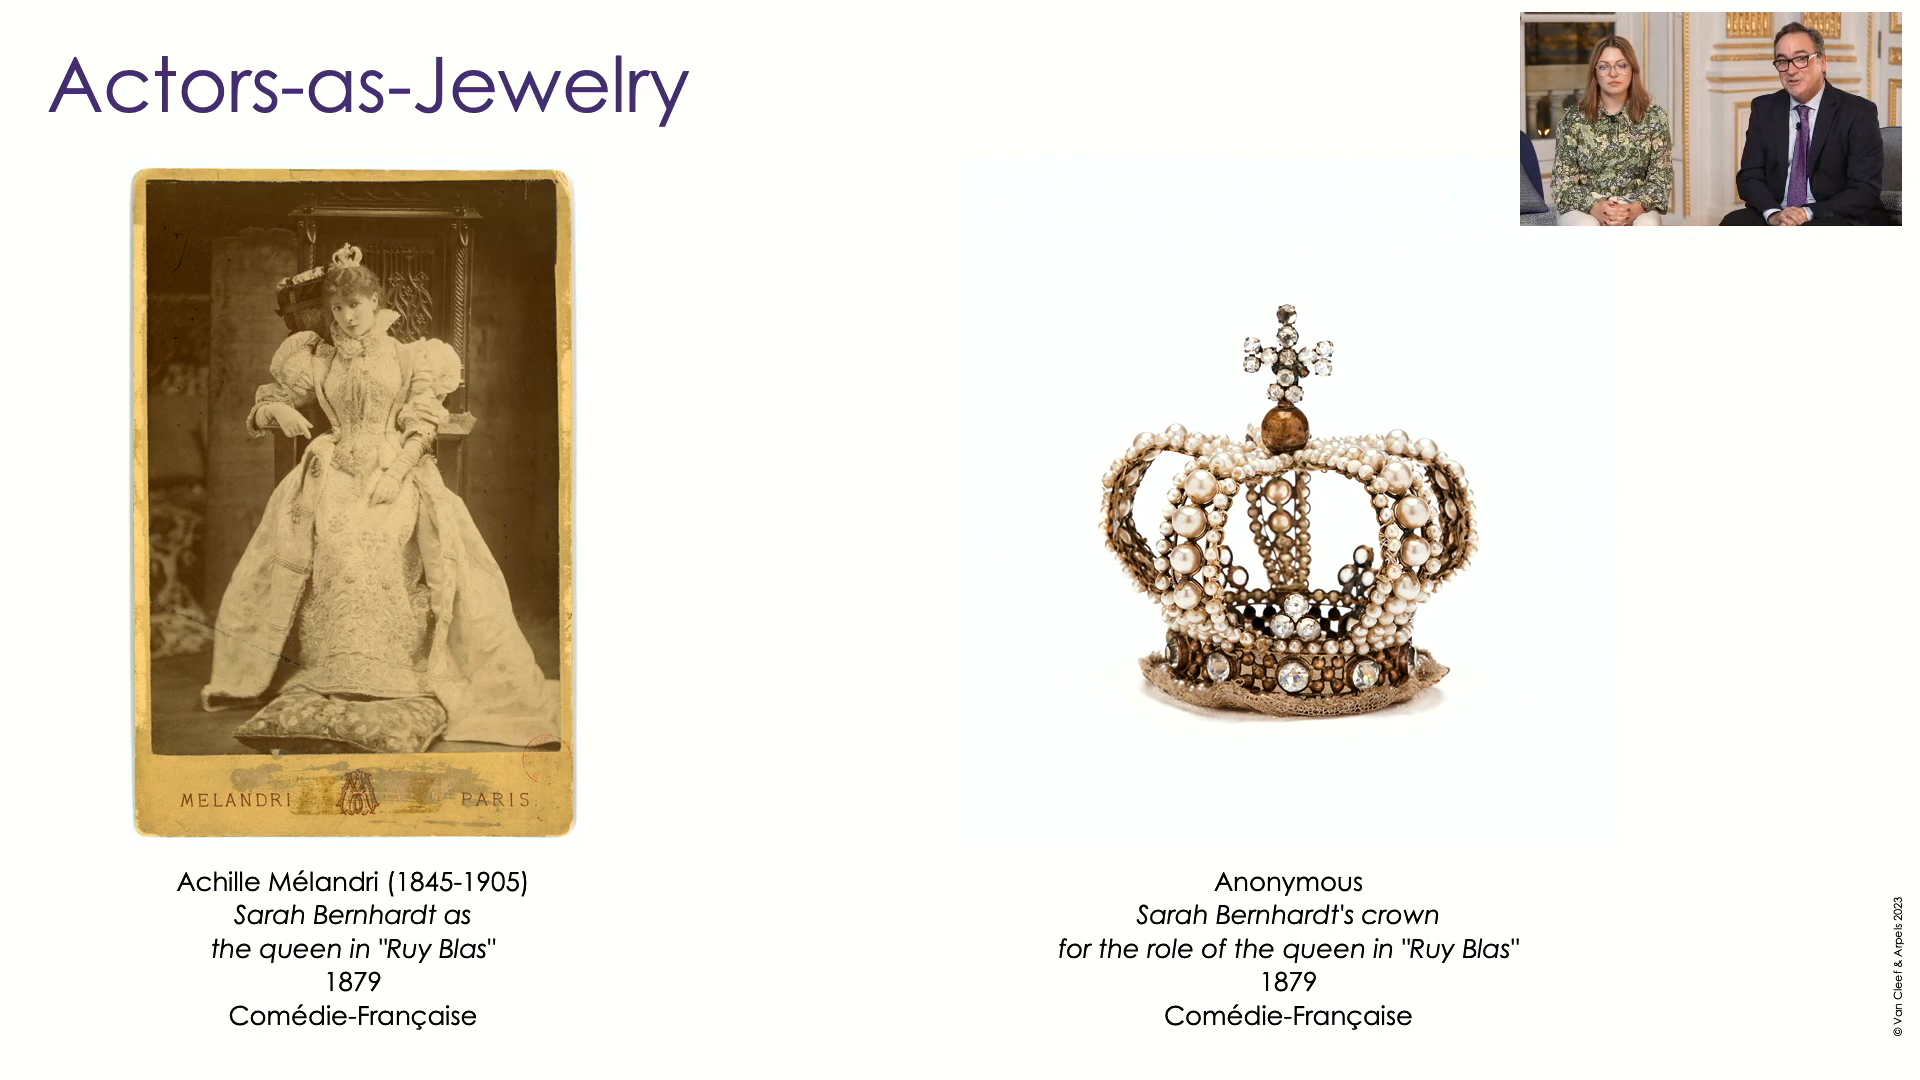 Actors-as-Jewelry
MELANDRI PARIS.
Achille Mélandri (1845-1905)
Sarah Bernhardt as
the queen in "Ruy Blas"
1879
Comédie-Française
Anonymous
Sarah Bernhardt's crown
for the role of the queen in "Ruy Blas"
1879
Comédie-Française
© Van Cleef & Arpels 2023